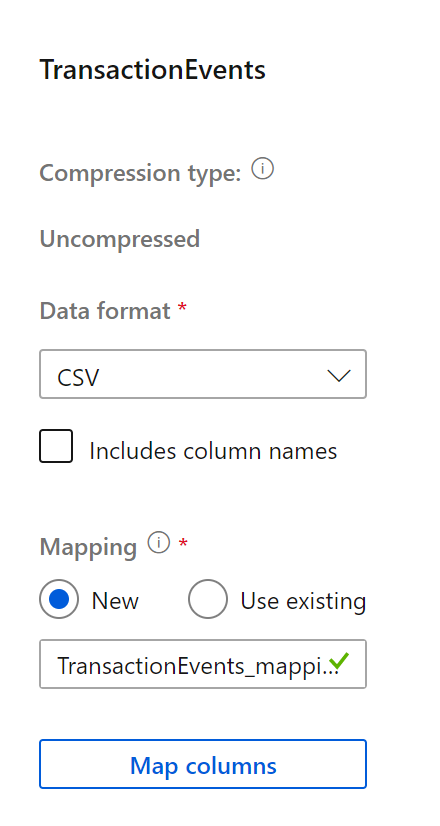 TransactionEvents
Compression type:
Uncompressed
Data format *
CSV
Includes column names
Mapping *
New Use existing
TransactionEvents_mappi...
Map columns